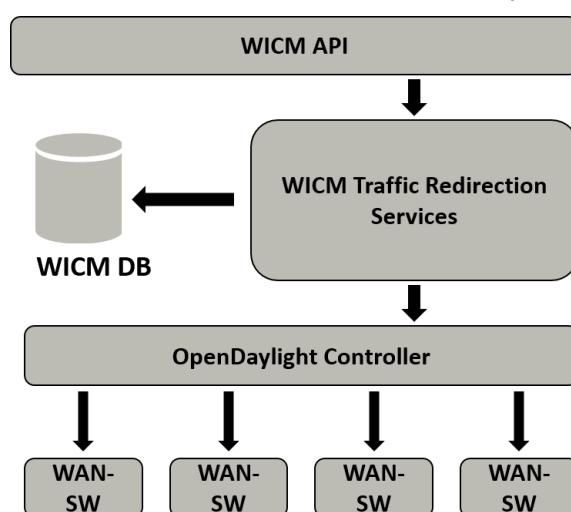 WICM API
WICM Traffic Redirection
Services
WICM DB
OpenDaylight Controller
WAN-
SW
WAN-
SW
WAN-
SW
WAN-
SW